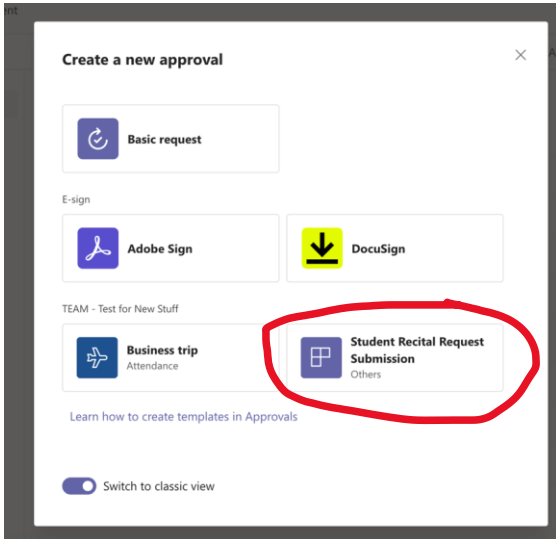 Create a new approval
Basic request
E-sign
Adobe Sign
DocuSign
TEAM - Test for New Stuff
Business trip
Attendance
Student Recital Request
Submission
Others
Learn how to create templates in Approvals
Switch to classic view